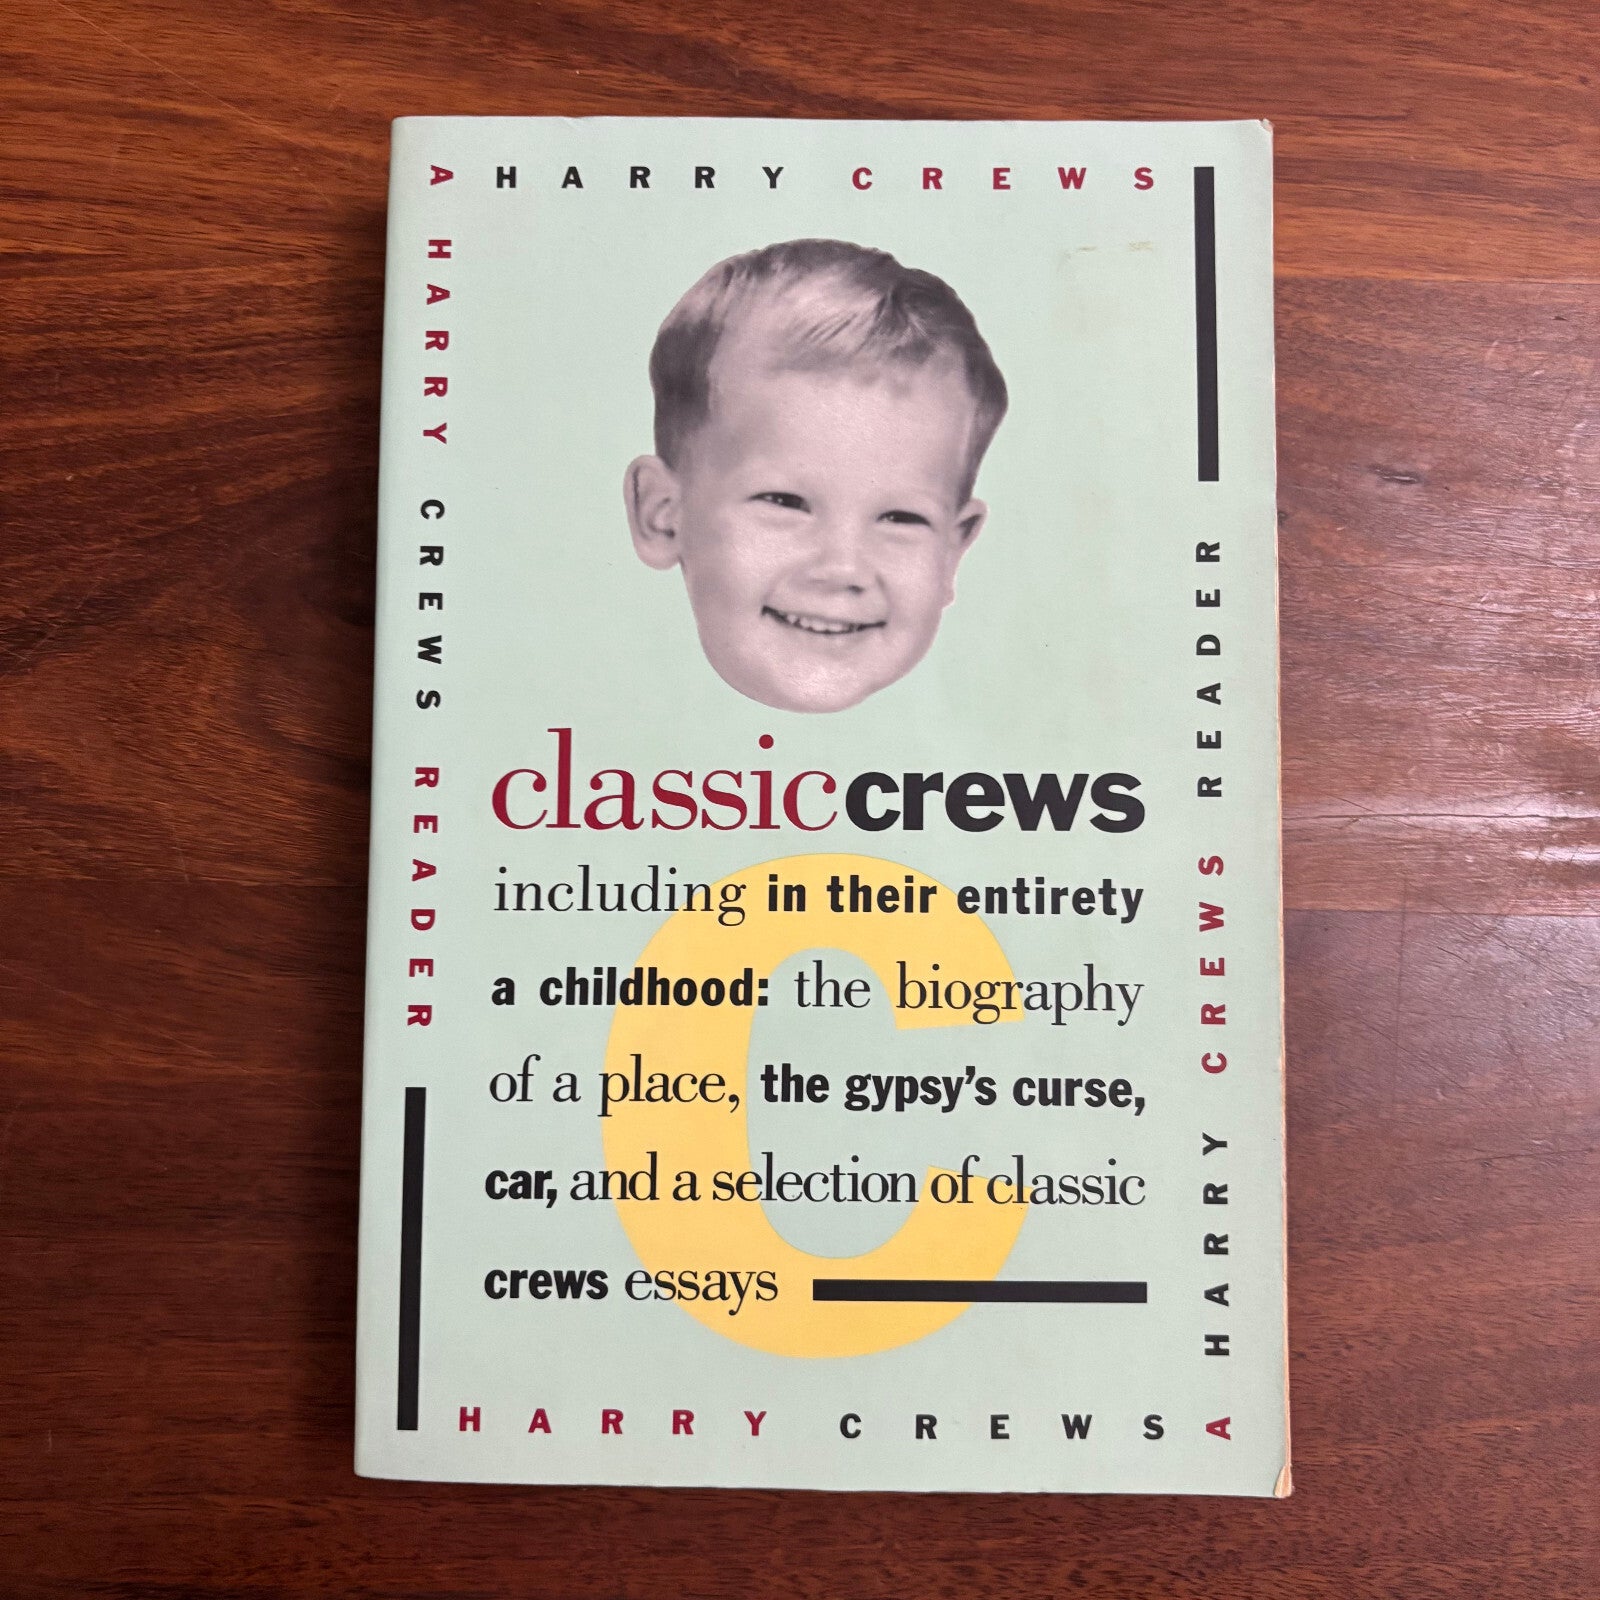 HARRY CREWS
A HARRY CREWS READER
classiccrews
including in their entirety
a childhood: the biography
of a place, the gypsy's curse,
car, and a selection of classic
crews essays
A HARRY CREWS READER
HARRY CREWS